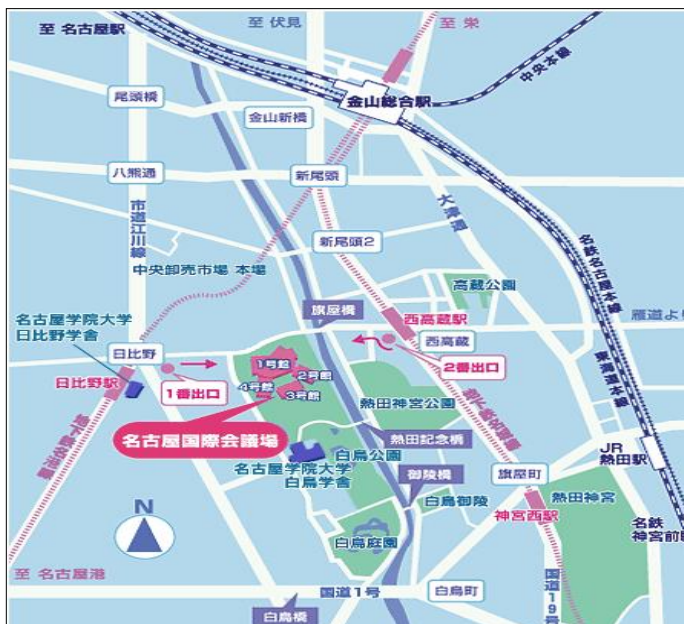 至 名古屋駅
至 伏見
至 栄
中央本線
金山総合駅
尾頭橋
金山新橋
八熊通
新尾頭
市道江川線
大津通
新尾頭2
中央卸売市場 本場
高蔵公園
名鉄名古屋本線
旗屋橋
西高蔵駅
雁道より
名古屋学院大学
日比野学舎
日比野
西高蔵
東海道本線
1号館
2号館
2番出口
日比野駅
1番出口
4号館
3号館
熱田神宮公園
名古屋国際会議場
熱田記念橋
白鳥公園
JR
熱田駅
名古屋学院大学
白鳥学舎
御陵橋
旗屋町
熱田神宮
白鳥御陵
神宮西駅
N
名鉄
神宮前駅
白鳥庭園
至 名古屋港
国道1号
白鳥町
国道19号
白鳥橋